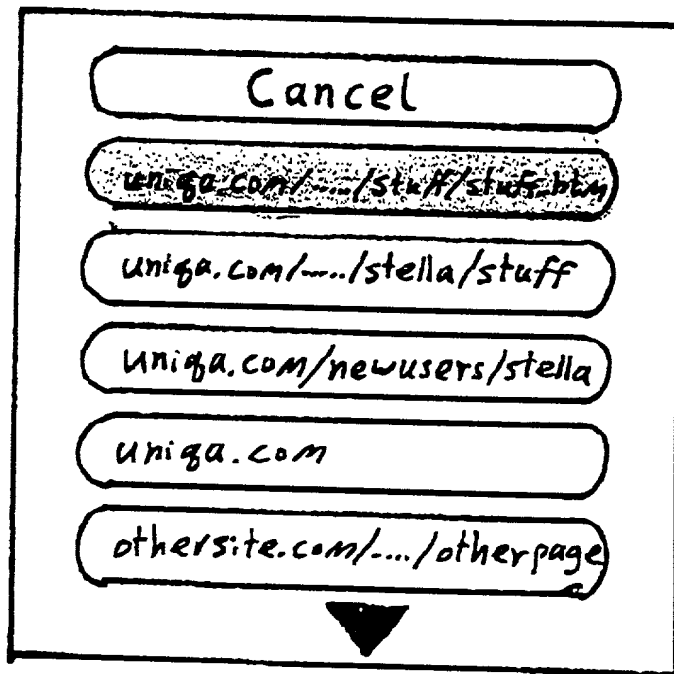 Cancel
uniqa.com/...../stuff/stuff.htm
uniqa.com/...../stella/stuff
uniqa.com/newusers/stella
uniqa.com
othersite.com/..../otherpage